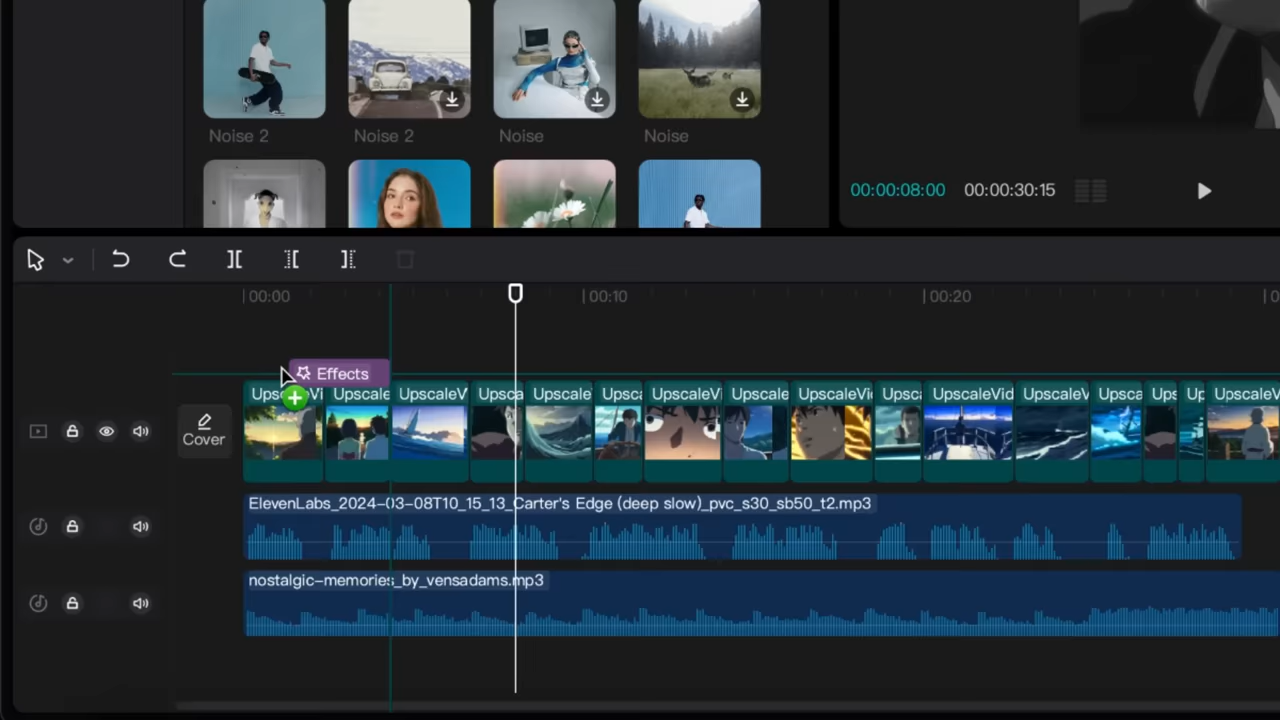 Noise 2
Noise 2
Noise
Noise
00:00:08:00 00:00:30:15
00:00 00:10 00:20
Effects
UpscaleVi UpscaleV Upsca Upscale Upsca UpscaleVi Upscale UpscaleVi Upsca UpscaleVid UpscaleV Upsca Ups Up UpscaleV
Cover
ElevenLabs_2024-03-08T10_15_13_Carter's Edge (deep slow)_pvc_s30_sb50_t2.mp3
nostalgic-memories_by_vensadams.mp3